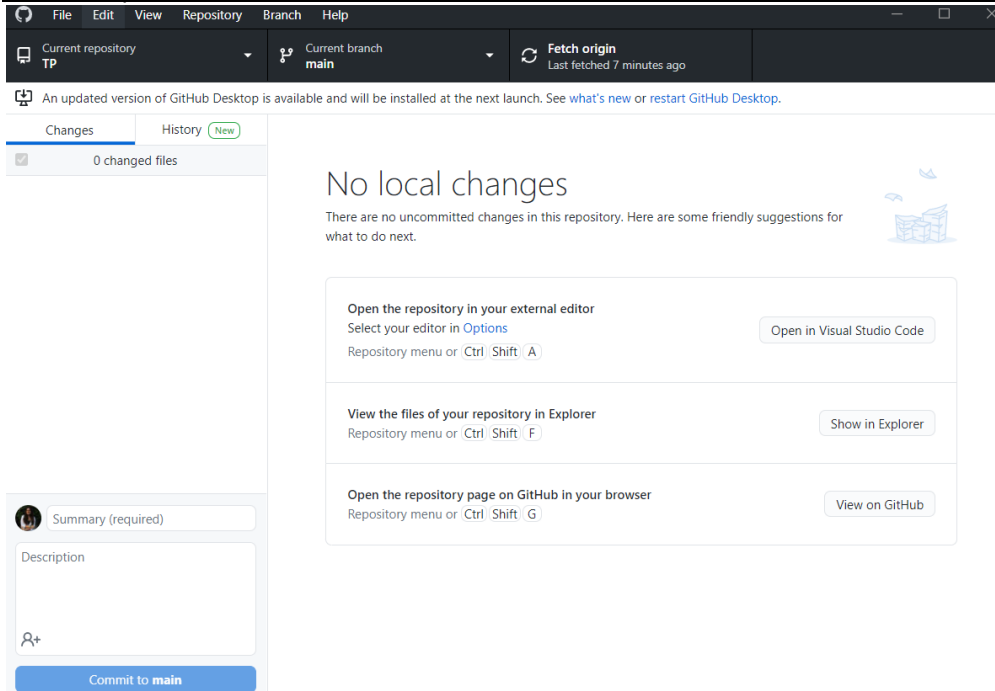 File Edit View Repository Branch Help
Current repository
TP
Current branch
main
Fetch origin
Last fetched 7 minutes ago
An updated version of GitHub Desktop is available and will be installed at the next launch. See what's new or restart GitHub Desktop.
Changes
History New
0 changed files
No local changes
There are no uncommitted changes in this repository. Here are some friendly suggestions for
what to do next.
Open the repository in your external editor
Select your editor in Options
Repository menu or Ctrl Shift A
Open in Visual Studio Code
View the files of your repository in Explorer
Repository menu or Ctrl Shift F
Show in Explorer
Open the repository page on GitHub in your browser
Repository menu or Ctrl Shift G
View on GitHub
Summary (required)
Description
Commit to main